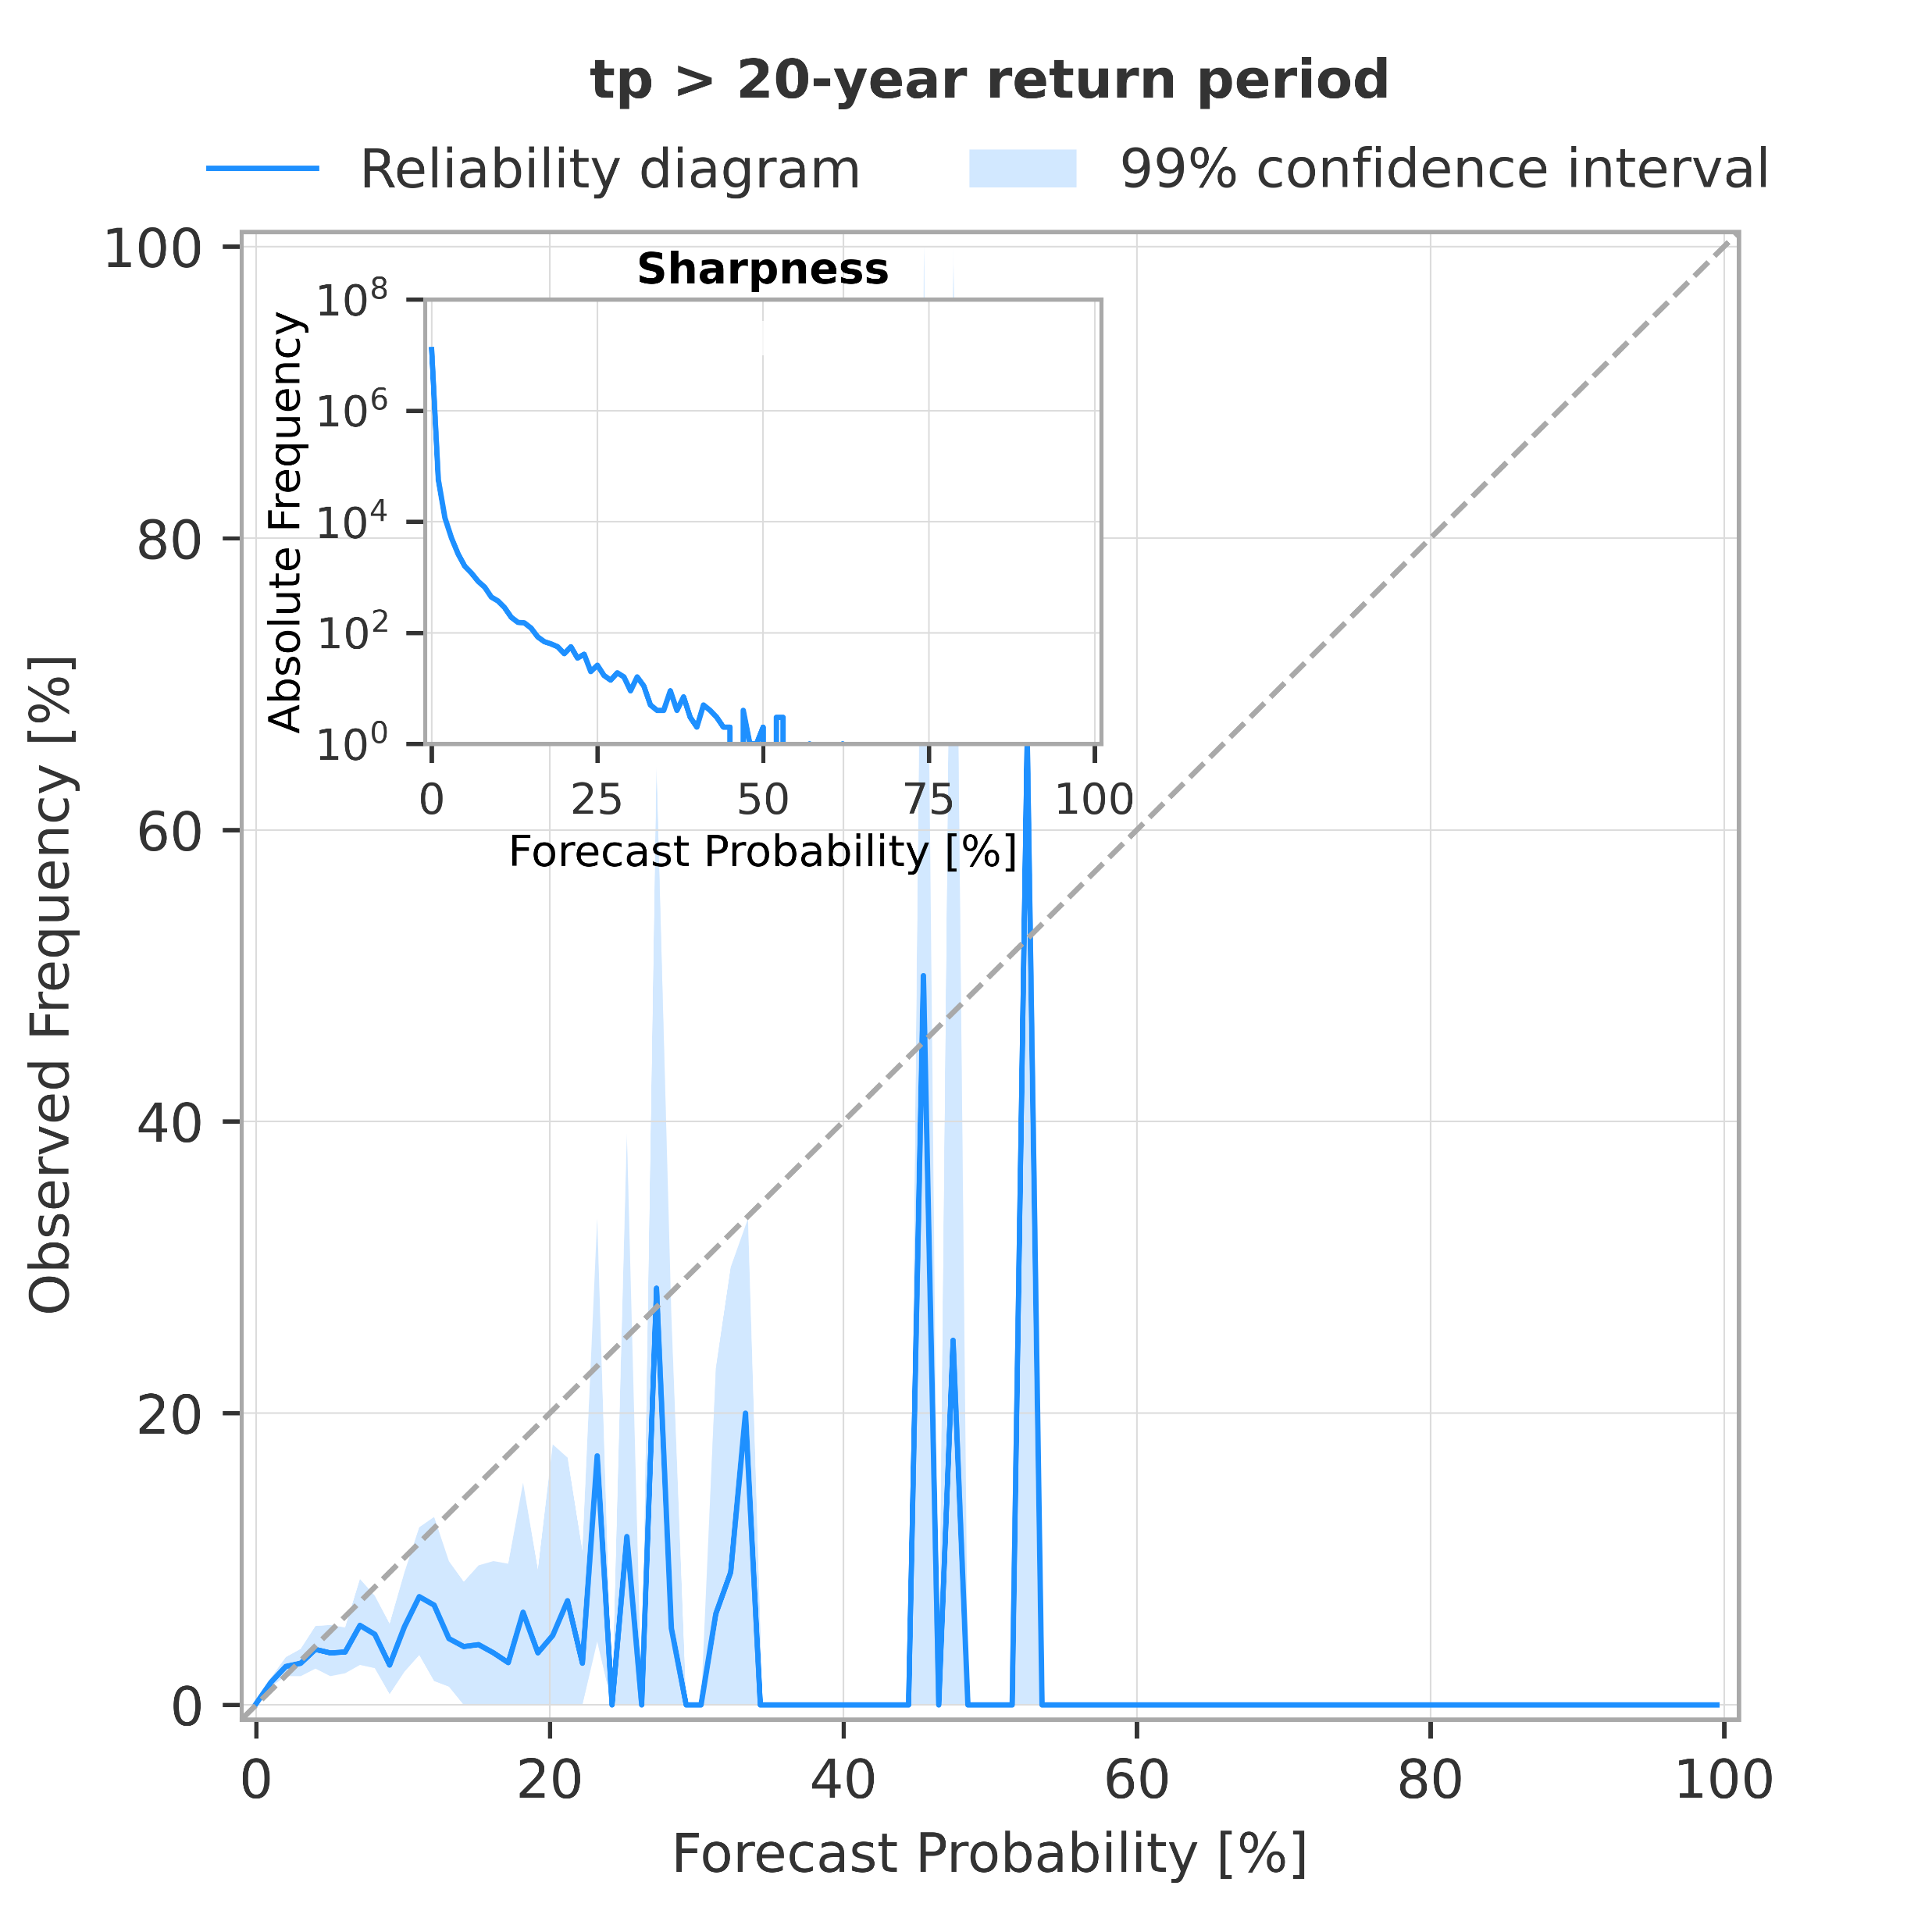 tp > 20-year return period
Reliability diagram 99% confidence interval
Sharpness
Absolute Frequency
10^8
10^6
10^4
10^2
10^0
0 25 50 75 100
Forecast Probability [%]
Observed Frequency [%]
100
80
60
40
20
0
0 20 40 60 80 100
Forecast Probability [%]